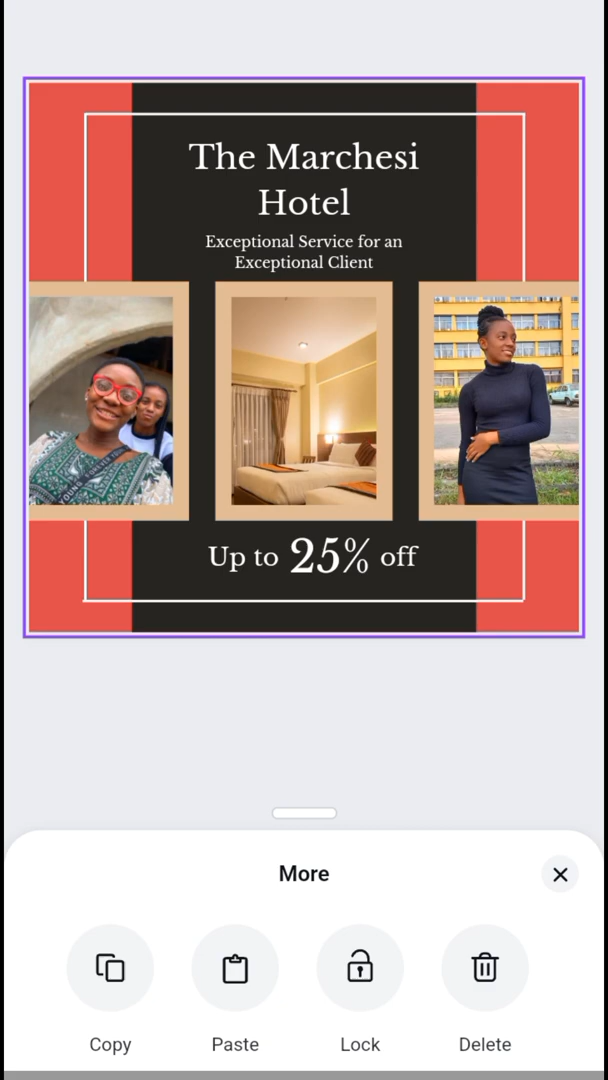 The Marchesi
Hotel
Exceptional Service for an
Exceptional Client
Up to 25% off
More
Copy
Paste
Lock
Delete